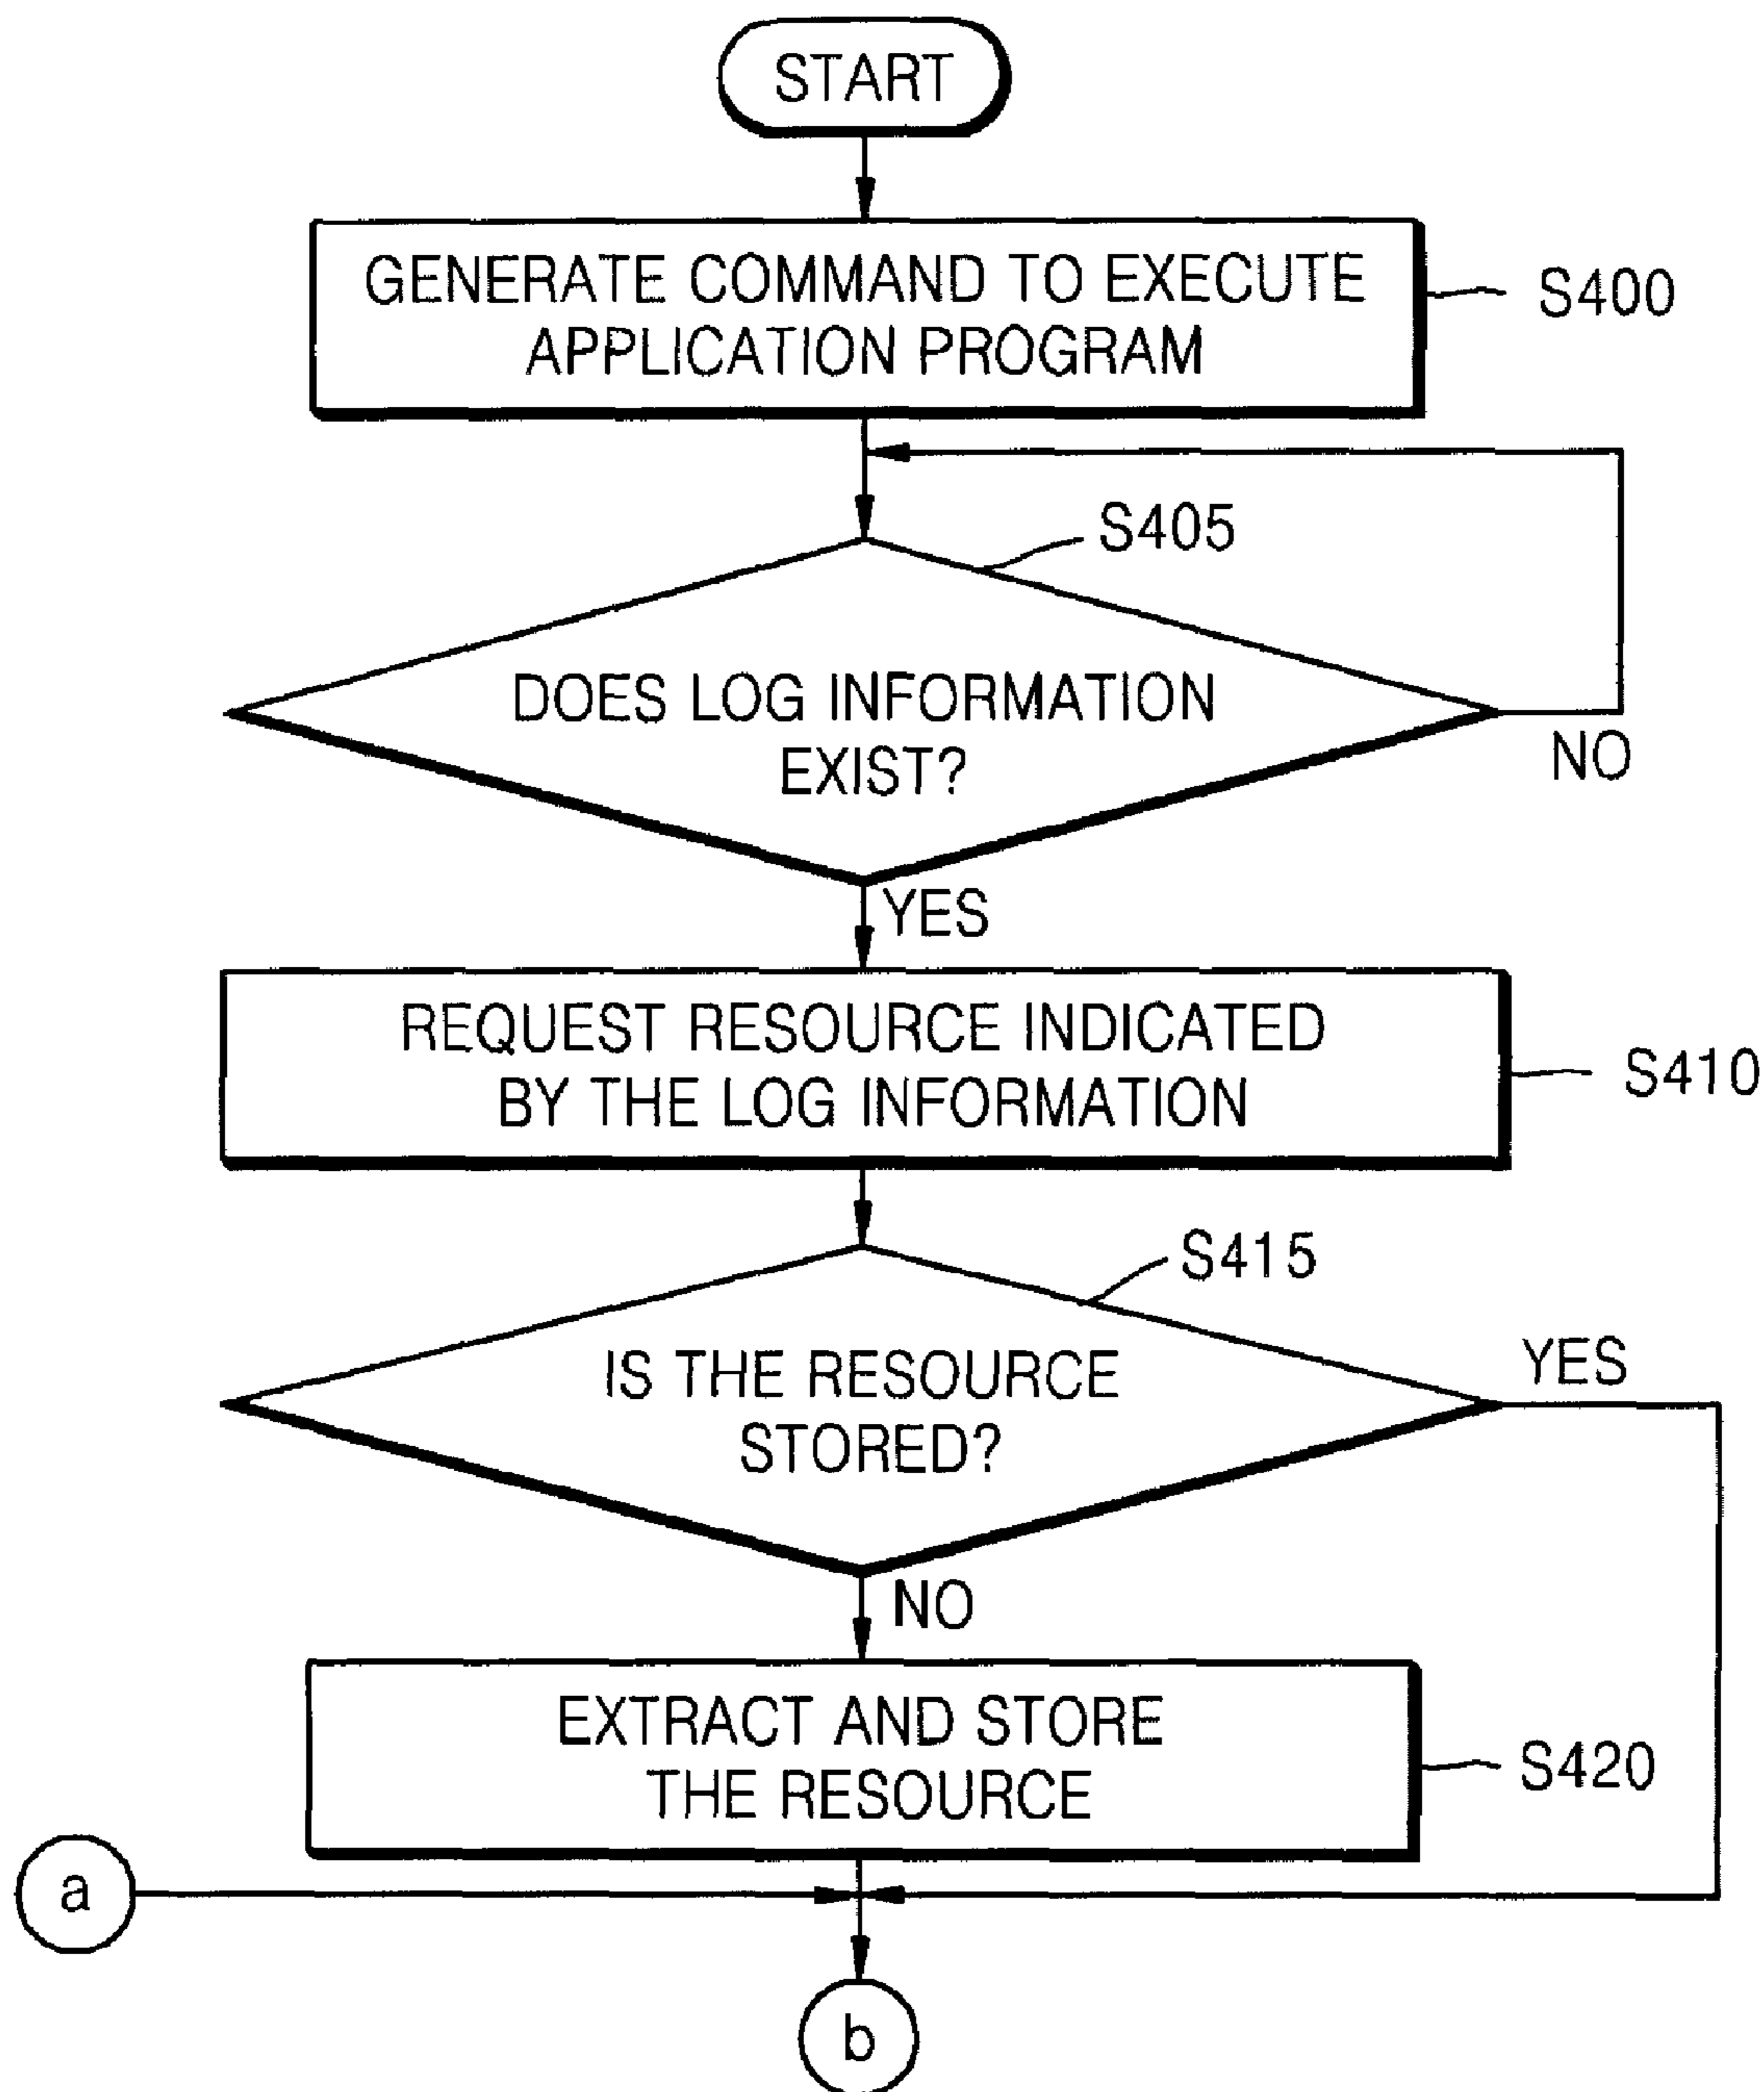 START
GENERATE COMMAND TO EXECUTE
APPLICATION PROGRAM
S400
S405
DOES LOG INFORMATION
EXIST?
NO
YES
REQUEST RESOURCE INDICATED
BY THE LOG INFORMATION
S410
S415
IS THE RESOURCE
STORED?
YES
NO
EXTRACT AND STORE
THE RESOURCE
S420
a
b